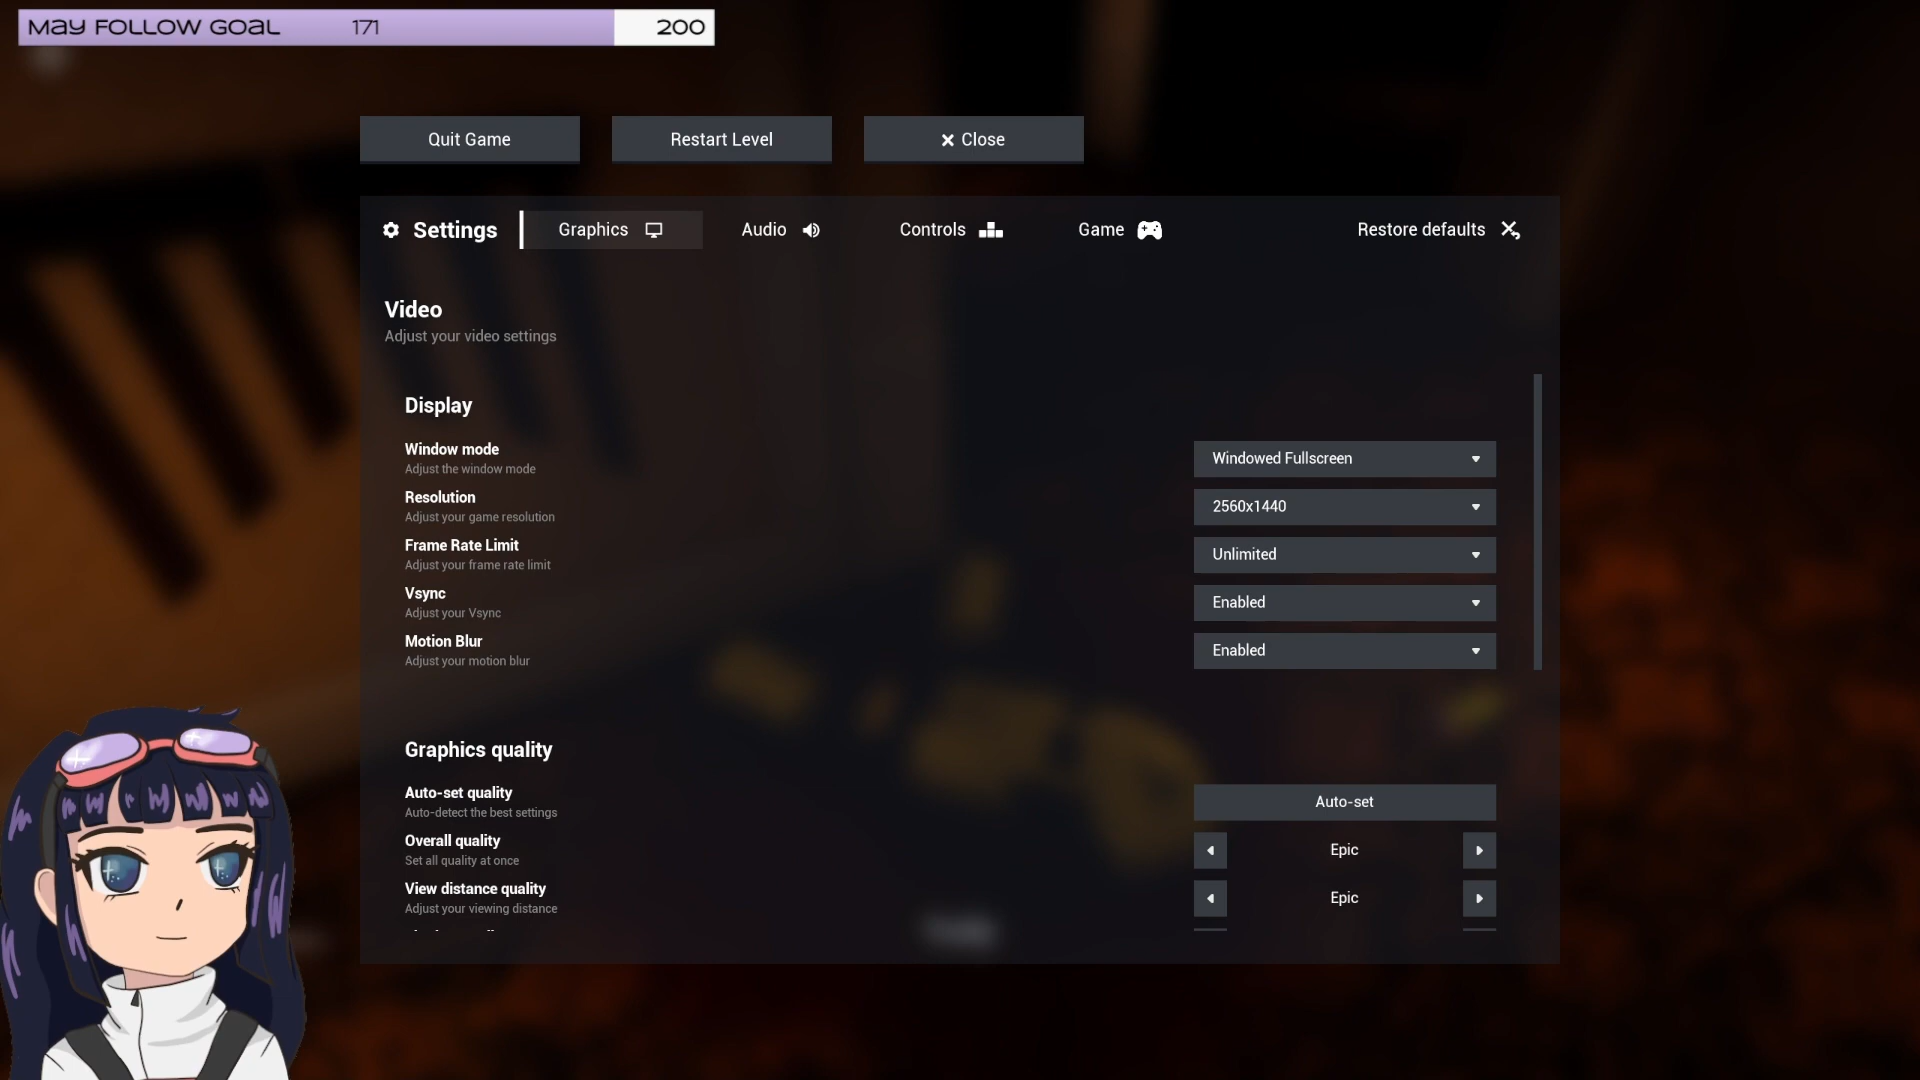 May Follow Goal 171 200
Quit Game
Restart Level
Close
Settings
Graphics
Audio
Controls
Game
Restore defaults
Video
Adjust your video settings
Display
Window mode
Adjust the window mode
Windowed Fullscreen
Resolution
Adjust your game resolution
2560x1440
Frame Rate Limit
Adjust your frame rate limit
Unlimited
Vsync
Adjust your Vsync
Enabled
Motion Blur
Adjust your motion blur
Enabled
Graphics quality
Auto-set quality
Auto-detect the best settings
Auto-set
Overall quality
Set all quality at once
Epic
View distance quality
Adjust your viewing distance
Epic